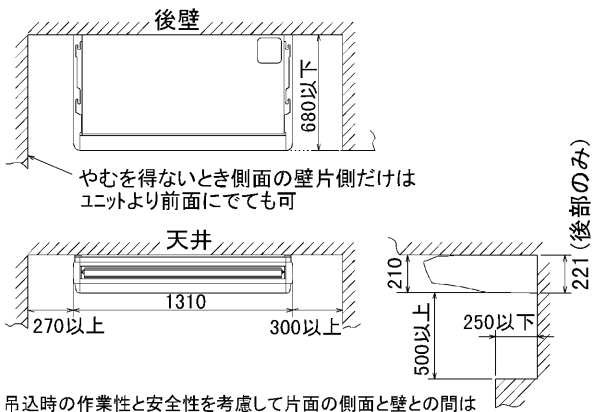 後壁
680以下
やむを得ないとき側面の壁片側だけは
ユニットより前面にでても可
天井
1310
270以上
300以上
210
221(後部のみ)
500以上
250以下
吊込時の作業性と安全性を考慮して片面の側面と壁との間は